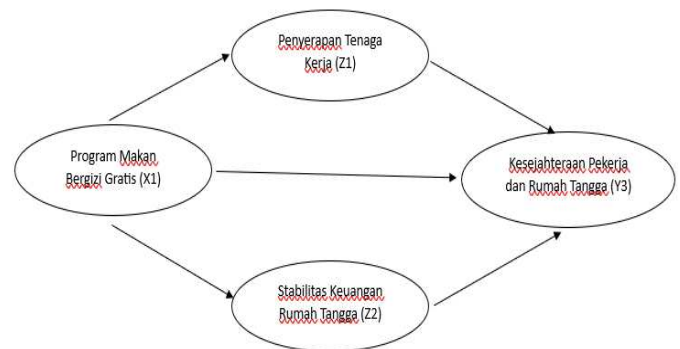 Penyerapan Tenaga
Kerja (Z1)
Program Makan
Bergizi Gratis (X1)
Kesejahteraan Pekerja
dan Rumah Tangga (Y3)
Stabilitas Keuangan
Rumah Tangga (Z2)